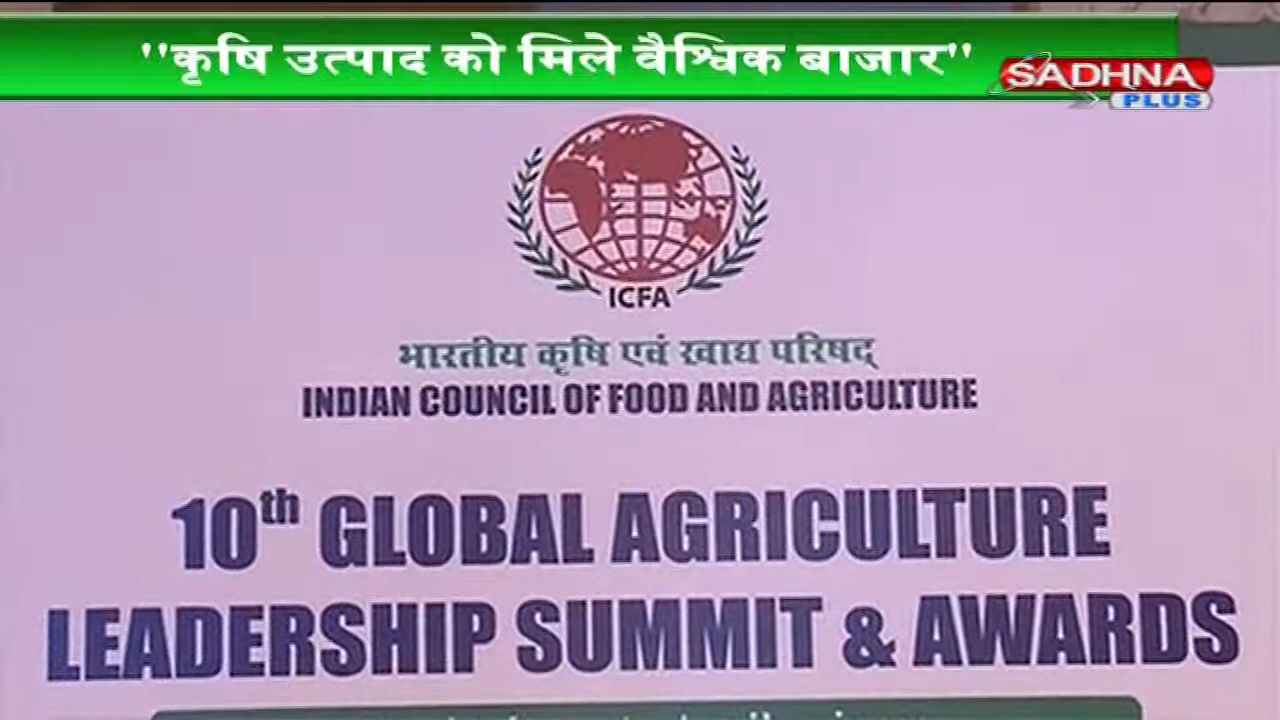 "कृषि उत्पाद को मिले वैश्विक बाजार"
SADHNA
PLUS
ICFA
भारतीय कृषि एवं खाद्य परिषद्
INDIAN COUNCIL OF FOOD AND AGRICULTURE
10th GLOBAL AGRICULTURE
LEADERSHIP SUMMIT & AWARDS